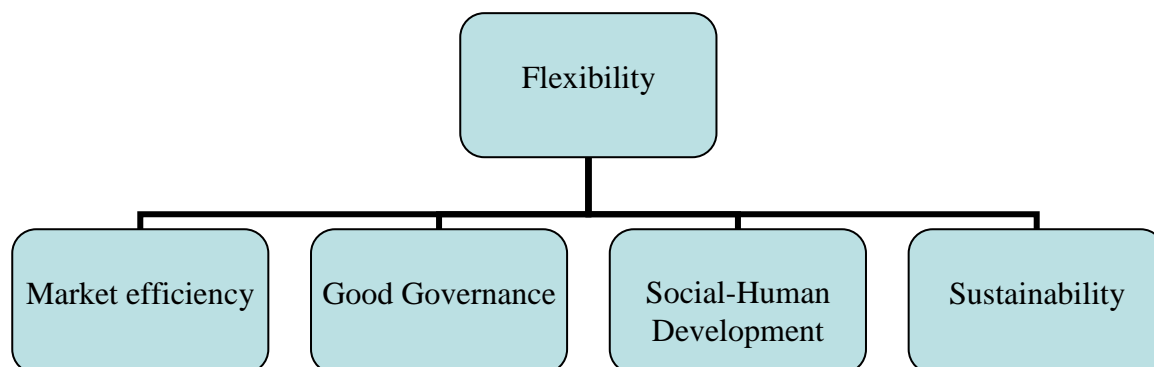 Flexibility
Market efficiency
Good Governance
Social-Human
Development
Sustainability